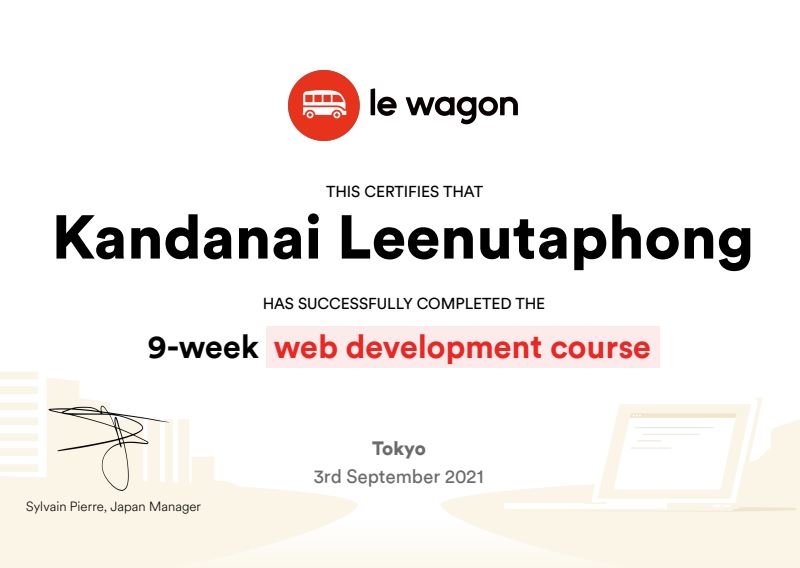 le wagon
THIS CERTIFIES THAT
Kandanai Leenutaphong
HAS SUCCESSFULLY COMPLETED THE
9-week web development course
Tokyo
3rd September 2021
Sylvain Pierre, Japan Manager